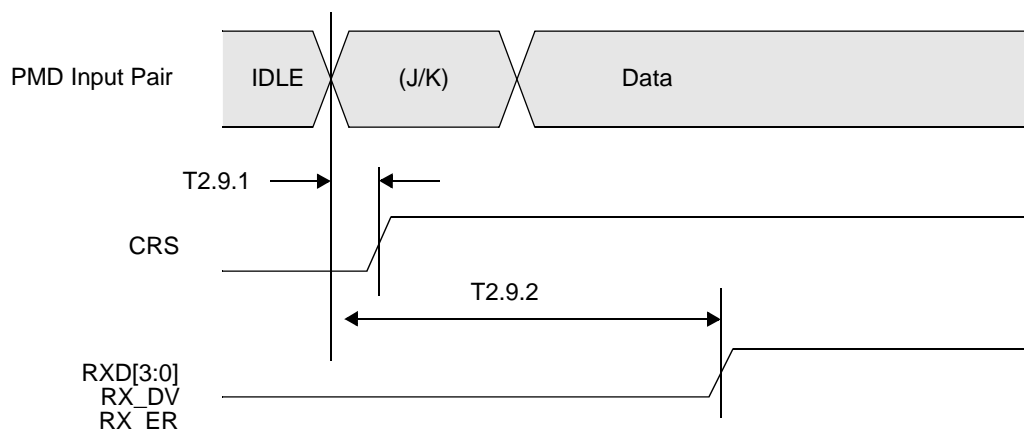 PMD Input Pair
IDLE
(J/K)
Data
T2.9.1
CRS
T2.9.2
RXD[3:0]
RX_DV
RX_ER